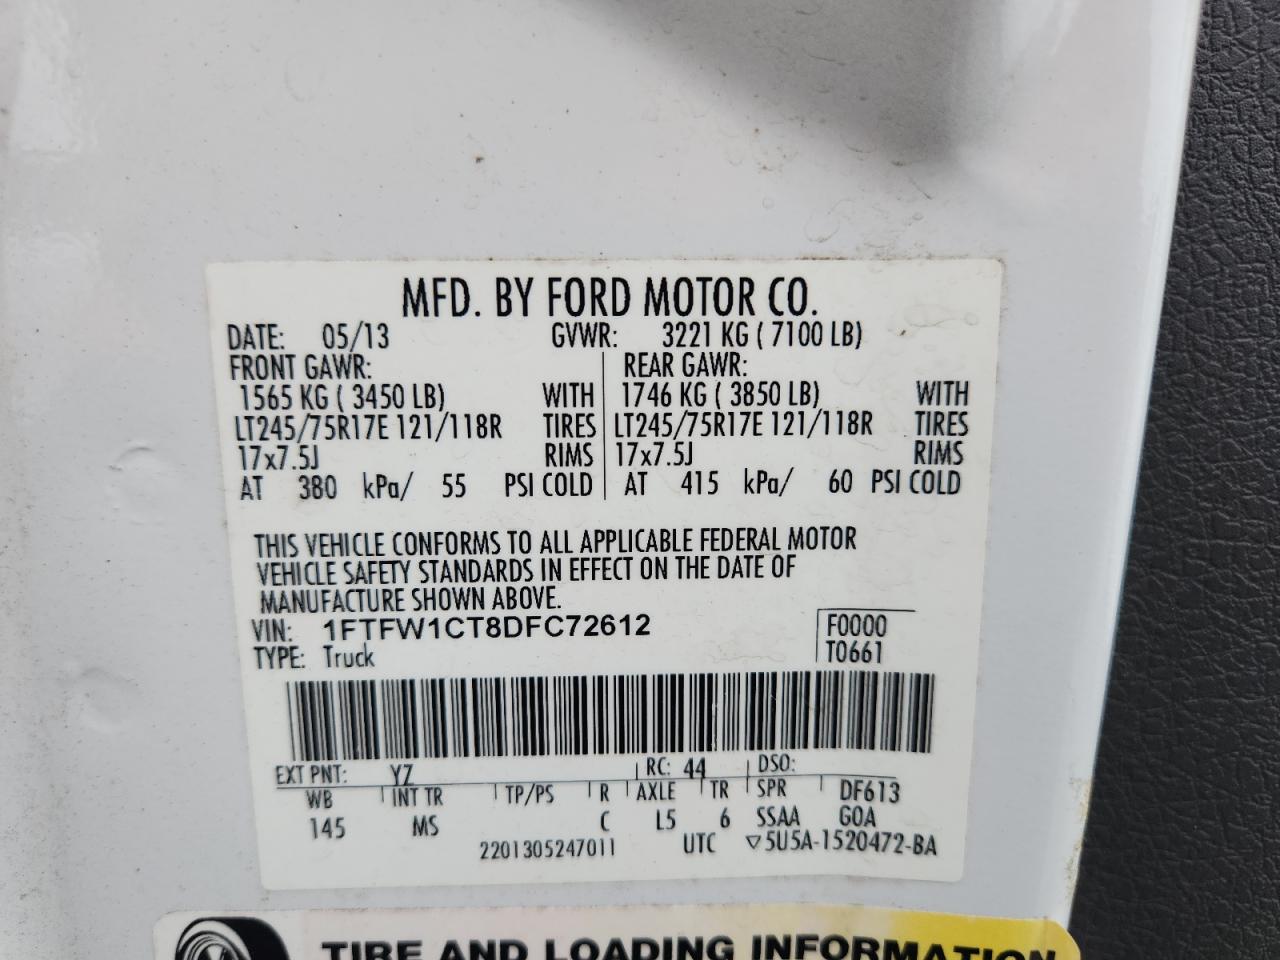 MFD. BY FORD MOTOR CO.
DATE: 05/13 GVWR: 3221 KG ( 7100 LB)
FRONT GAWR: REAR GAWR:
1565 KG ( 3450 LB) WITH 1746 KG ( 3850 LB) WITH
LT245/75R17E 121/118R TIRES LT245/75R17E 121/118R TIRES
17x7.5J RIMS 17x7.5J RIMS
AT 380 kPa/ 55 PSI COLD AT 415 kPa/ 60 PSI COLD
THIS VEHICLE CONFORMS TO ALL APPLICABLE FEDERAL MOTOR
VEHICLE SAFETY STANDARDS IN EFFECT ON THE DATE OF
MANUFACTURE SHOWN ABOVE.
VIN: 1FTFW1CT8DFC72612 F0000
TYPE: Truck T0661
EXT PNT: YZ RC: 44 DSO:
WB INT TR TP/PS R AXLE TR SPR DF613
145 MS C L5 6 SSAA GOA
2201305247011 UTC ▽5U5A-1520472-BA
TIRE AND LOADING INFORMATION